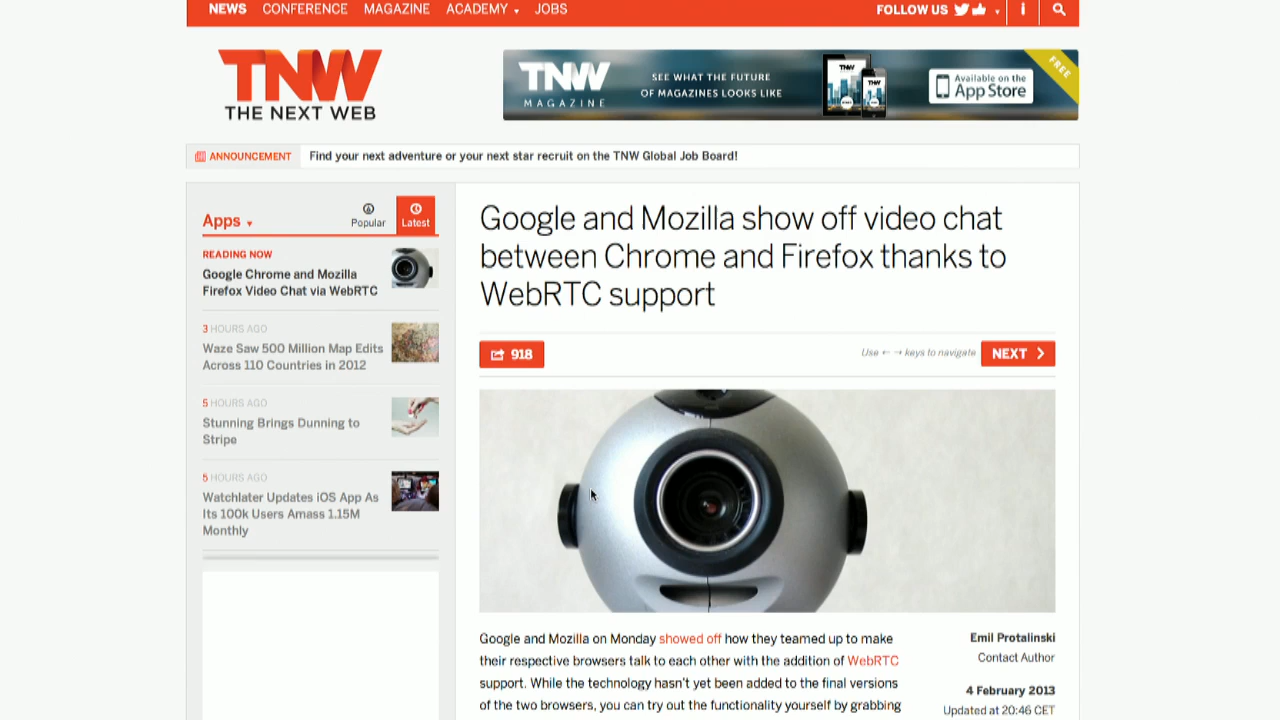 NEWS CONFERENCE MAGAZINE ACADEMY JOBS FOLLOW US
TNW
THE NEXT WEB
TNW
MAGAZINE
SEE WHAT THE FUTURE
OF MAGAZINES LOOKS LIKE
TNW
TNW
Available on the
App Store
FREE
ANNOUNCEMENT Find your next adventure or your next star recruit on the TNW Global Job Board!
Apps
Popular
Latest
READING NOW
Google Chrome and Mozilla
Firefox Video Chat via WebRTC
3 HOURS AGO
Waze Saw 500 Million Map Edits
Across 110 Countries in 2012
5 HOURS AGO
Stunning Brings Dunning to
Stripe
5 HOURS AGO
Watchlater Updates iOS App As
Its 100k Users Amass 1.15M
Monthly
Google and Mozilla show off video chat
between Chrome and Firefox thanks to
WebRTC support
918
Use ← → keys to navigate
NEXT
Google and Mozilla on Monday showed off how they teamed up to make
their respective browsers talk to each other with the addition of WebRTC
support. While the technology hasn't yet been added to the final versions
of the two browsers, you can try out the functionality yourself by grabbing
Emil Protalinski
Contact Author
4 February 2013
Updated at 20:46 CET